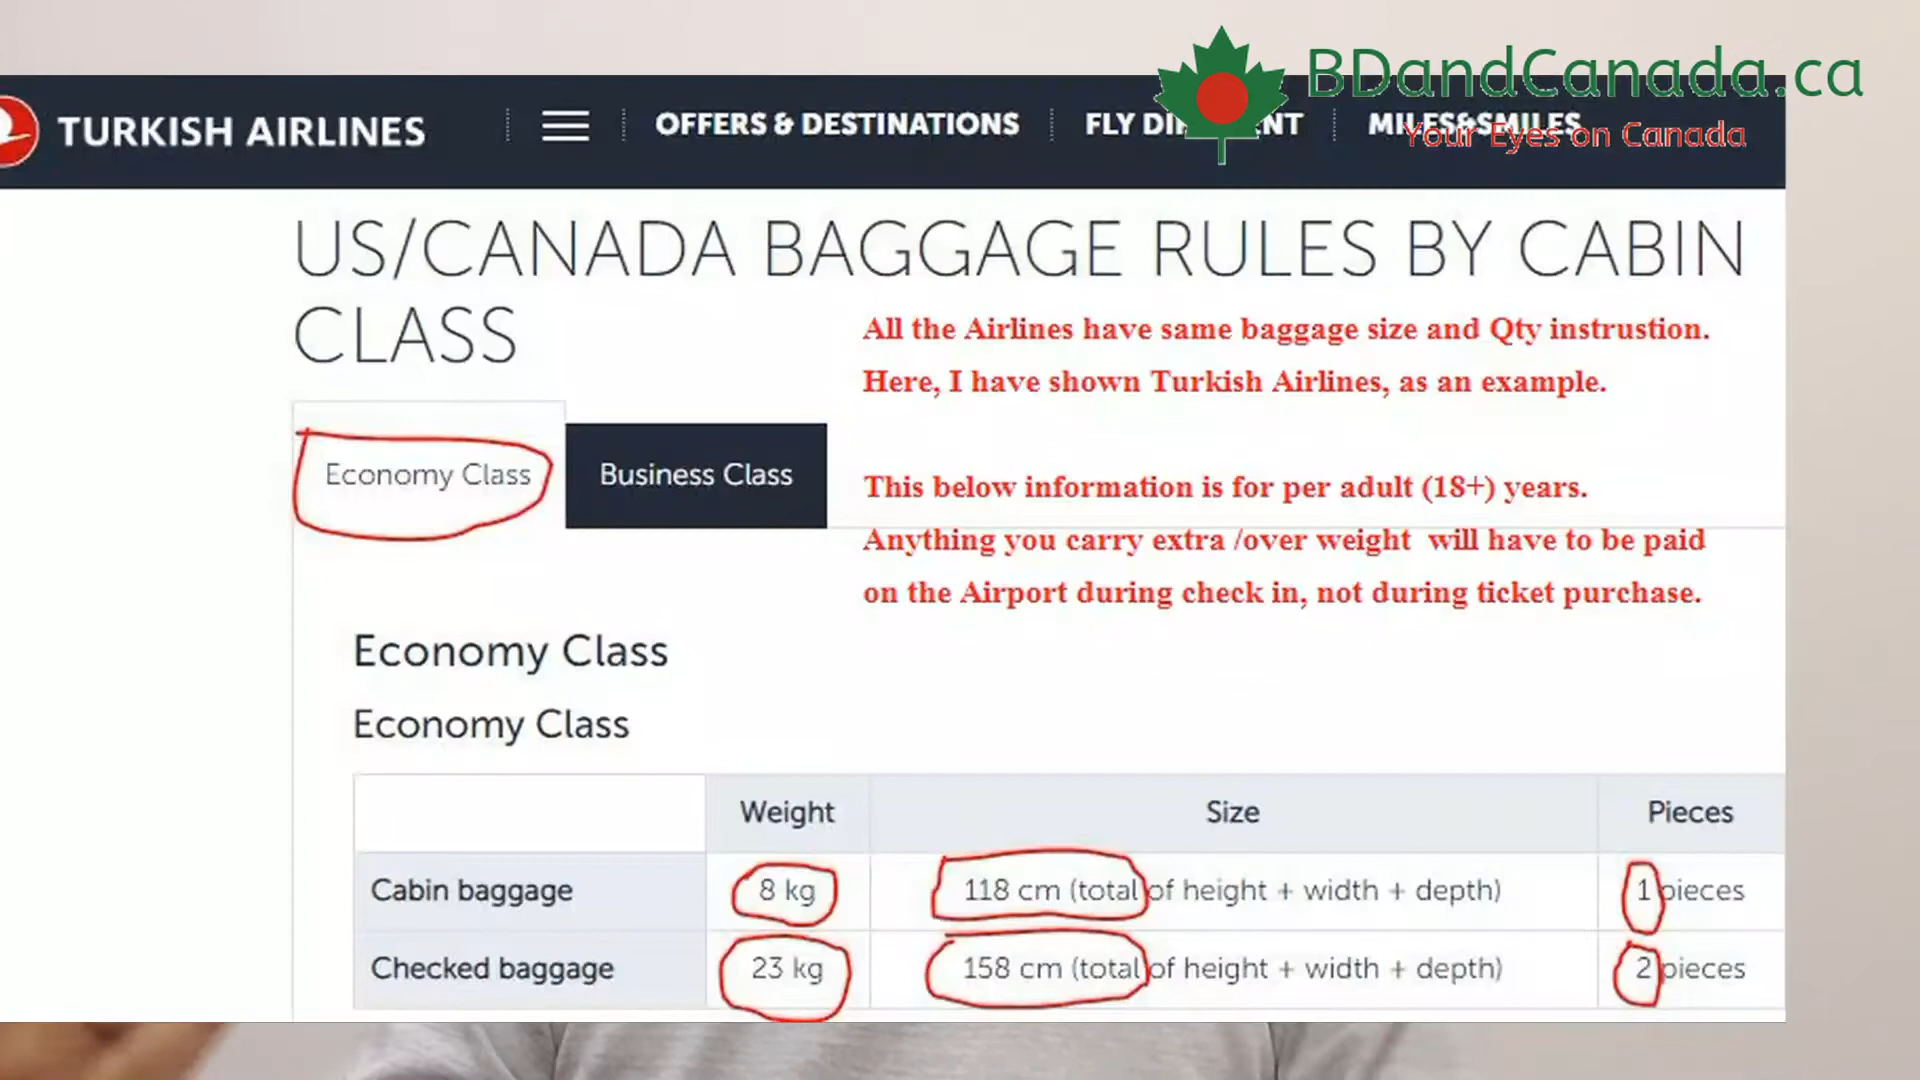 BDandCanada.ca
Your Eyes on Canada
TURKISH AIRLINES
OFFERS & DESTINATIONS
MILES&SMILES
US/CANADA BAGGAGE RULES BY CABIN
CLASS
All the Airlines have same baggage size and Qty instrustion.
Here, I have shown Turkish Airlines, as an example.
Economy Class
Business Class
This below information is for per adult (18+) years.
Anything you carry extra /over weight will have to be paid
on the Airport during check in, not during ticket purchase.
Economy Class
Economy Class
Weight Size Pieces
Cabin baggage 8 kg 118 cm (total of height + width + depth) 1 pieces
Checked baggage 23 kg 158 cm (total of height + width + depth) 2 pieces